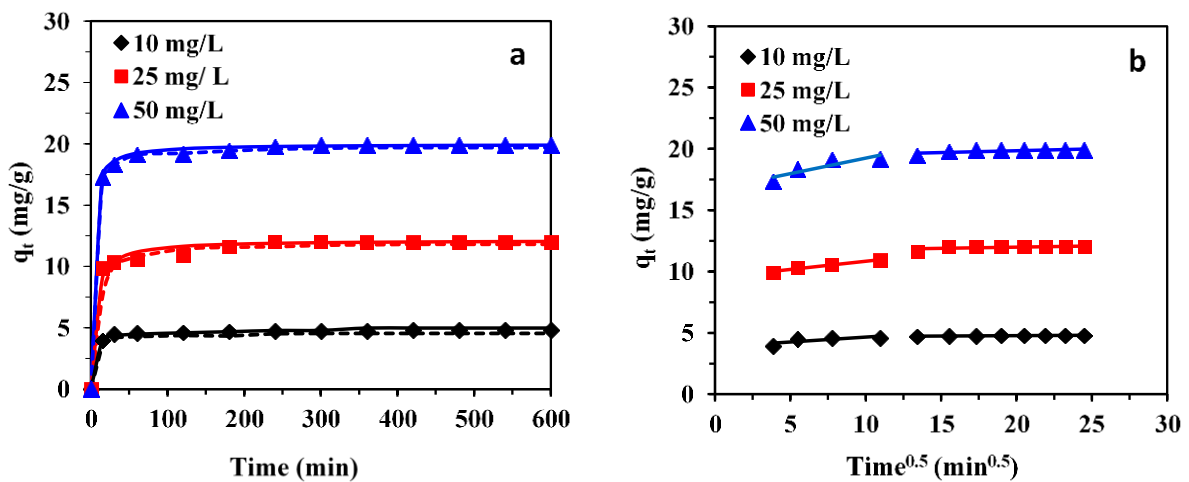 a
10 mg/L
25 mg/ L
50 mg/L
30
25
20
15
10
5
0
qt (mg/g)
0 100 200 300 400 500 600
Time (min)
b
10 mg/L
25 mg/L
50 mg/L
30
25
20
15
10
5
0
qt (mg/g)
0 5 10 15 20 25 30
Time0.5 (min0.5)